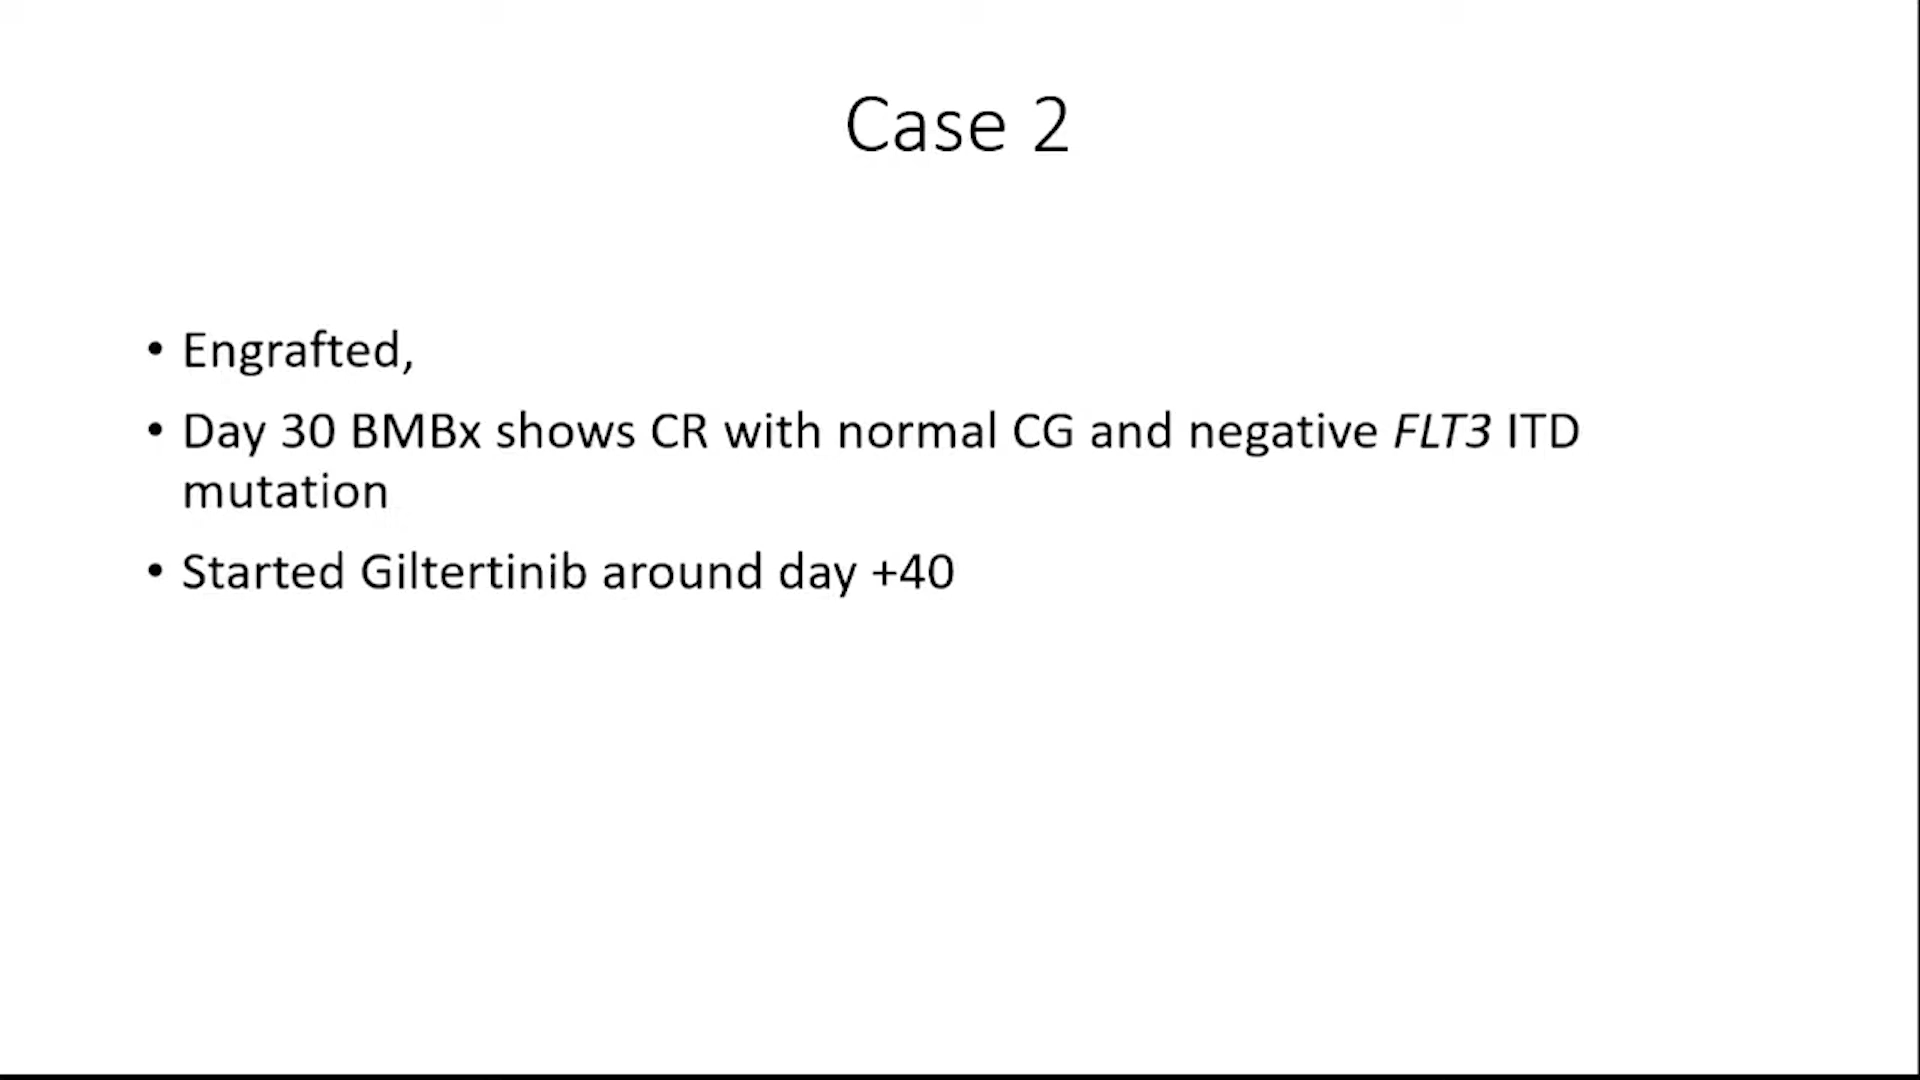 Case 2
• Engrafted,
• Day 30 BMBx shows CR with normal CG and negative FLT3 ITD
mutation
• Started Giltertinib around day +40